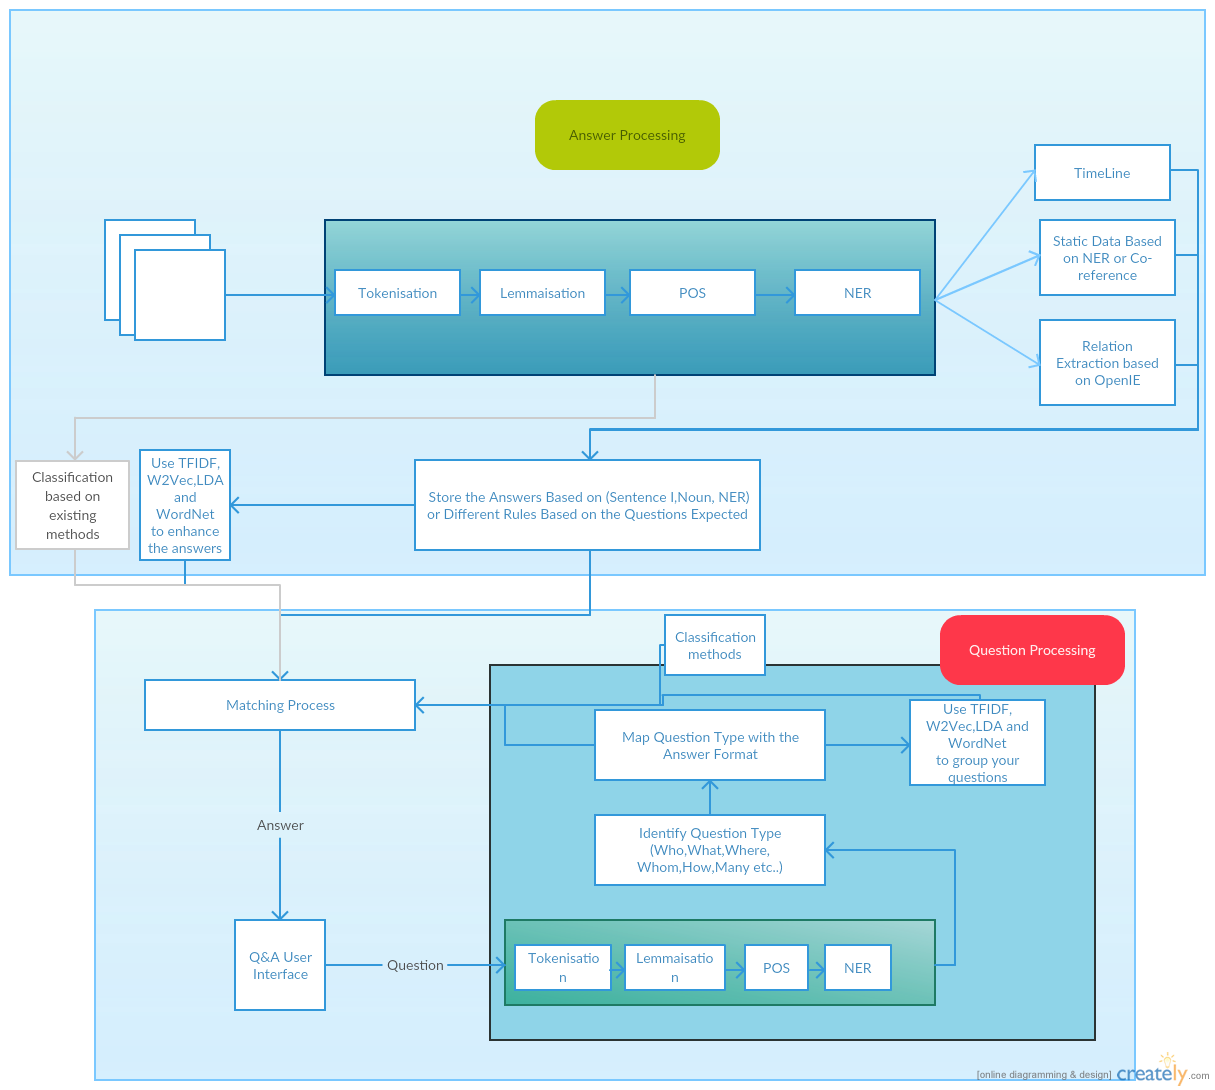 Answer Processing
TimeLine
Static Data Based
on NER or Co-
reference
Relation
Extraction based
on OpenIE
Tokenisation
Lemmaisation
POS
NER
Classification
based on
existing
methods
Use TFIDF,
W2Vec,LDA
and
WordNet
to enhance
the answers
Store the Answers Based on (Sentence I,Noun, NER)
or Different Rules Based on the Questions Expected
Classification
methods
Question Processing
Matching Process
Map Question Type with the
Answer Format
Use TFIDF,
W2Vec,LDA and
WordNet
to group your
questions
Answer
Identify Question Type
(Who,What,Where,
Whom,How,Many etc..)
Q&A User
Interface
Question
Tokenisatio
n
Lemmaisatio
n
POS
NER
[online diagramming & design] creately.com